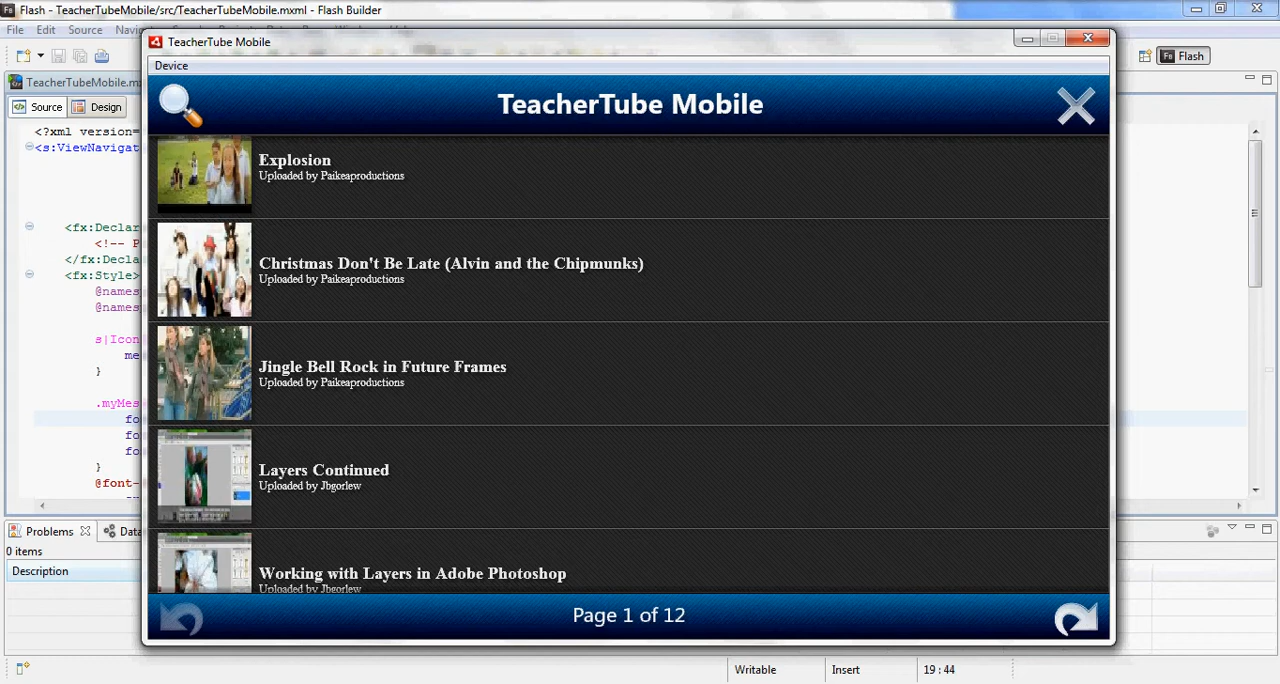 Flash - TeacherTubeMobile/src/TeacherTubeMobile.mxml - Flash Builder
File Edit Source
TeacherTube Mobile
Device
Flash
TeacherTubeMobile.m
Source Design
TeacherTube Mobile
<?xml version=
<s:ViewNavigat
Explosion
Uploaded by Paikeaproductions
<fx:Declar
<!-- P
</fx:Decla
<fx:Style>
@names
@names
s|Icon
me
}
.myMes
fo
fo
fo
}
@font-
Christmas Don't Be Late (Alvin and the Chipmunks)
Uploaded by Paikeaproductions
Jingle Bell Rock in Future Frames
Uploaded by Paikeaproductions
Layers Continued
Uploaded by Jbgorlew
Working with Layers in Adobe Photoshop
Uploaded by Jbgorlew
Page 1 of 12
Problems Data
0 items
Description
Writable Insert 19 : 44